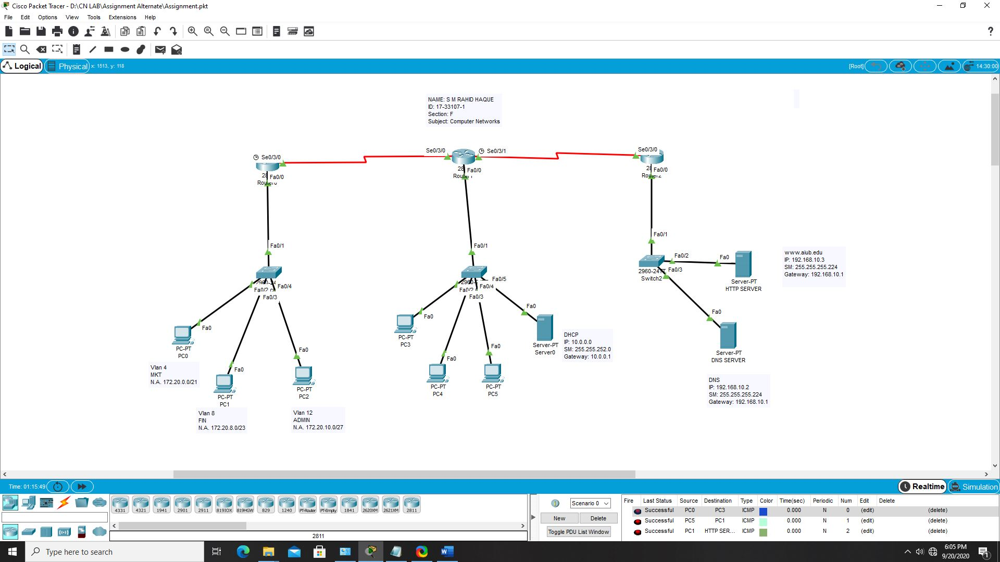 Cisco Packet Tracer - D:\CN LAB\Assignment Alternate\Assignment.pkt
File Edit Options View Tools Extensions Help
Logical Physical x: 1513, y: 118 [Root] 14:30:00
NAME: S M RAHID HAQUE
ID: 17-33107-1
Section: F
Subject: Computer Networks
Se0/3/0
Se0/3/0
Se0/3/1
Se0/3/0
Fa0/0
Router0
Fa0/0
Fa0/0
Router2
Fa0/1
Fa0/1
Fa0/1
Fa0/2
Fa0
Fa0/3
2960-24TT
Switch2
Server-PT
HTTP SERVER
www.aiub.edu
IP: 192.168.10.3
SM: 255.255.255.224
Gateway: 192.168.10.1
Fa0/2
Fa0/4
Fa0/3
Fa0/5
Fa0/2
Fa0/4
Fa0/3
Fa0
PC-PT
PC0
Fa0
PC-PT
PC1
Fa0
PC-PT
PC2
Vlan 4
MKT
N.A. 172.20.0.0/21
Vlan 8
FIN
N.A. 172.20.8.0/23
Vlan 12
ADMIN
N.A. 172.20.10.0/27
Fa0
PC-PT
PC3
Fa0
PC-PT
PC4
Fa0
PC-PT
PC5
Fa0
Server-PT
Server0
DHCP
IP: 10.0.0.0
SM: 255.255.252.0
Gateway: 10.0.0.1
Fa0
Server-PT
DNS SERVER
DNS
IP: 192.168.10.2
SM: 255.255.255.224
Gateway: 192.168.10.1
Time: 01:15:49
Realtime Simulation
4331 4321 1941 2901 2911 819IOX 819HGW 829 1240 PT-Router PT-Empty 1841 2620XM 2621XM 2811
2811
Scenario 0
New Delete
Toggle PDU List Window
Fire Last Status Source Destination Type Color Time(sec) Periodic Num Edit Delete
Successful PC0 PC3 ICMP 0.000 N 0 (edit) (delete)
Successful PC5 PC1 ICMP 0.000 N 1 (edit) (delete)
Successful PC1 HTTP SER... ICMP 0.000 N 2 (edit) (delete)
Type here to search
6:05 PM
9/20/2020
1